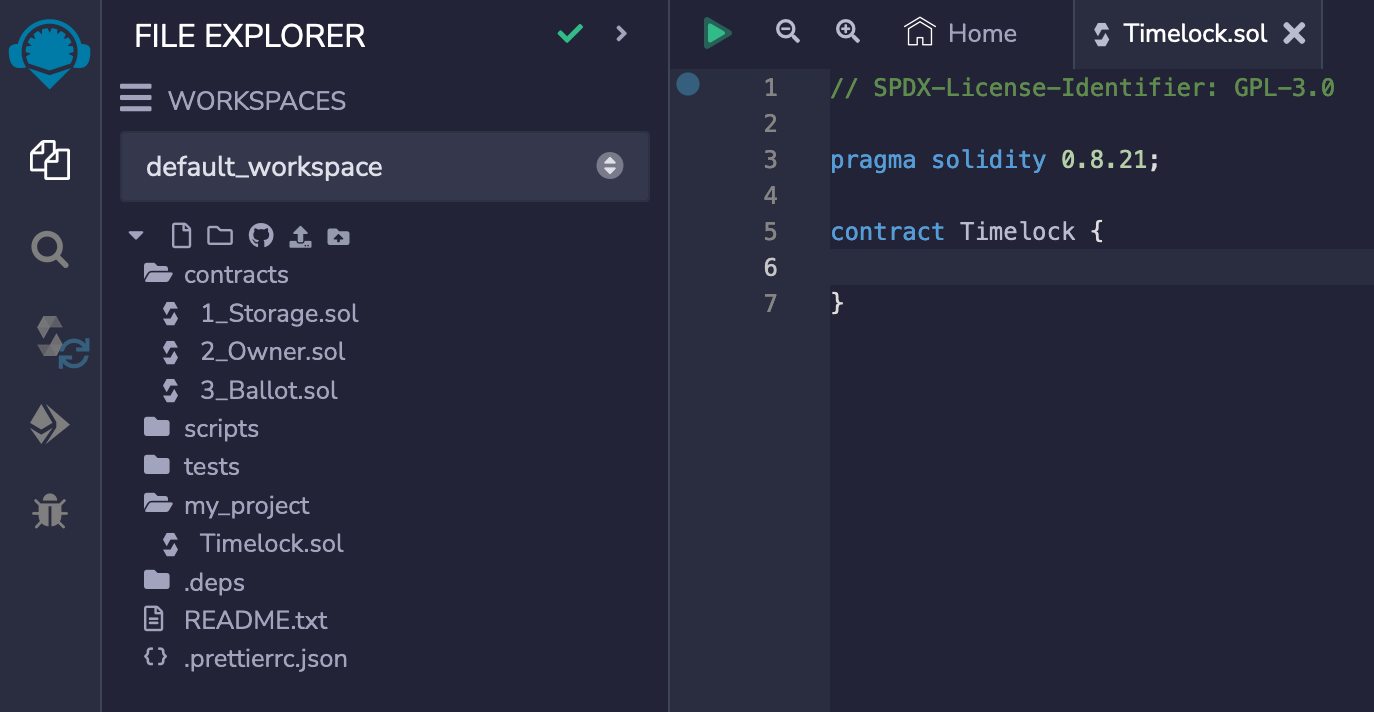 FILE EXPLORER
WORKSPACES
default_workspace
contracts
1_Storage.sol
2_Owner.sol
3_Ballot.sol
scripts
tests
my_project
Timelock.sol
.deps
README.txt
.prettierrc.json
Home
Timelock.sol
1 // SPDX-License-Identifier: GPL-3.0
2
3 pragma solidity 0.8.21;
4
5 contract Timelock {
6
7 }